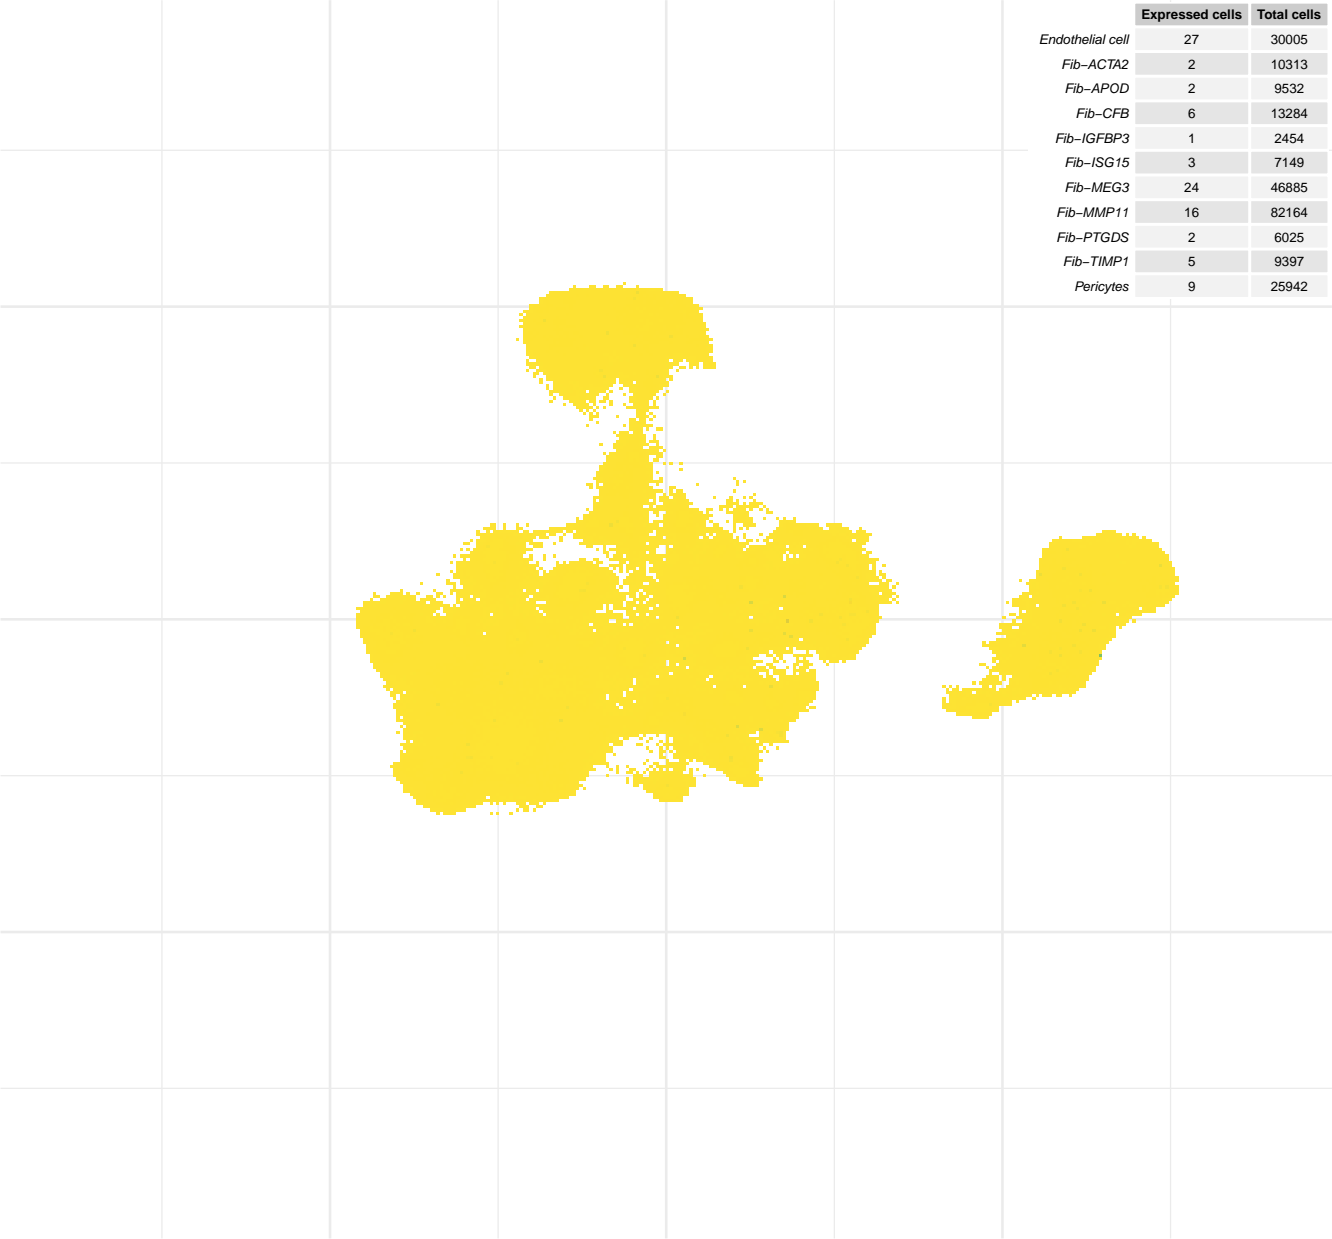 Expressed cells Total cells
Endothelial cell 27 30005
Fib−ACTA2 2 10313
Fib−APOD 2 9532
Fib−CFB 6 13284
Fib−IGFBP3 1 2454
Fib−ISG15 3 7149
Fib−MEG3 24 46885
Fib−MMP11 16 82164
Fib−PTGDS 2 6025
Fib−TIMP1 5 9397
Pericytes 9 25942